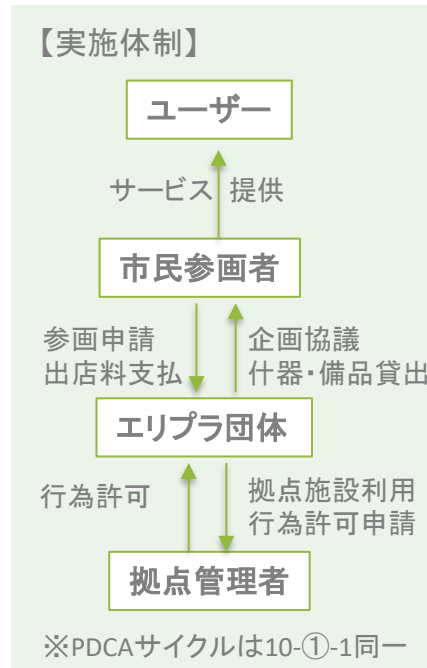 【実施体制】
ユーザー
サービス 提供
市民参画者
参画申請
出店料支払
企画協議
什器・備品貸出
エリプラ団体
行為許可
拠点施設利用
行為許可申請
拠点管理者
※PDCAサイクルは10-①-1同一